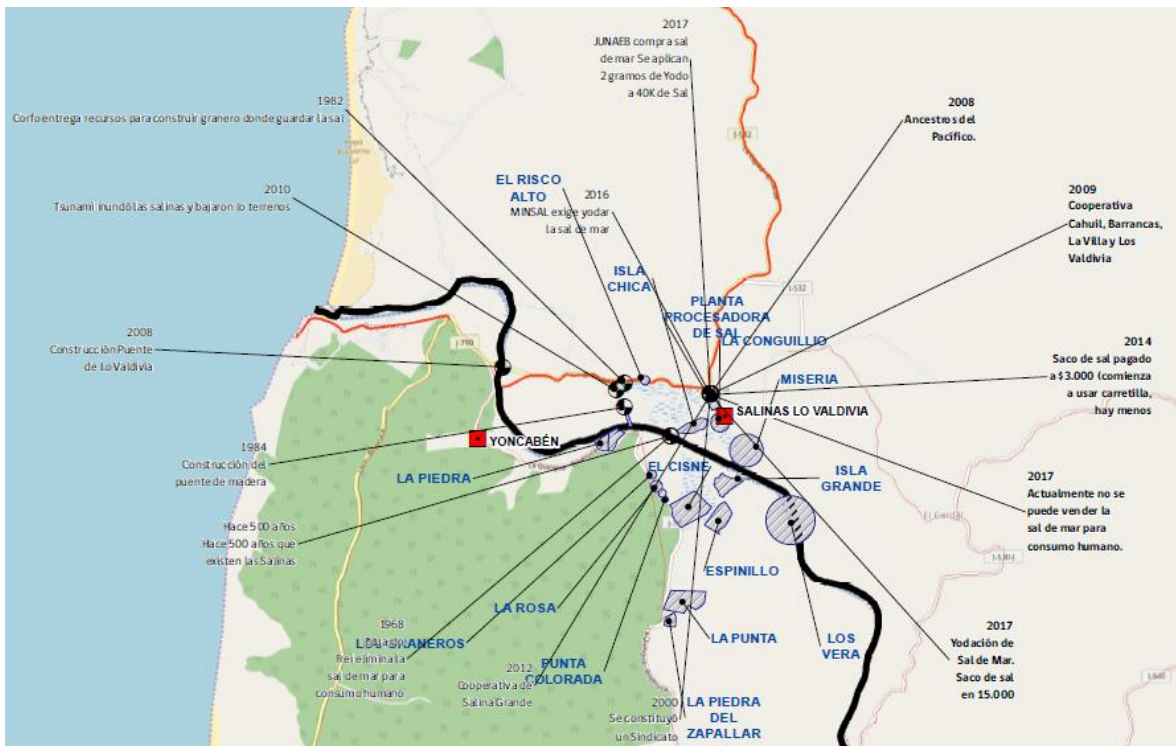 2017
JUNAEB compra sal
de mar Se aplican
2 gramos de Yodo
a 40K de Sal
1982
Corfo entrega recursos para construir granero donde guardar la sal
2008
Ancestros del
Pacífico.
EL RISCO
ALTO
2010
Tsunami inundó las salinas y bajaron lo terrenos
2016
MINSAL exige yodar
la sal de mar
2009
Cooperativa
Cahuil, Barrancas,
La Villa y Los
Valdivia
ISLA
CHICA
I-532
PLANTA
PROCESADORA
DE SAL
LA CONGUILLIO
2008
Construcción Puente
de Lo Valdivia
2014
Saco de sal pagado
a $3.000 (comienza
a usar carretilla,
hay menos
MISERIA
SALINAS LO VALDIVIA
YONCABÉN
1984
Construcción del
puente de madera
LA PIEDRA
EL CISNE
ISLA
GRANDE
2017
Actualmente no se
puede vender la
sal de mar para
consumo humano.
Hace 500 años
Hace 500 años que
existen las Salinas
ESPINILLO
LA ROSA
LA PUNTA
LOS
VERA
1968
Frei elimina la
sal de mar para
consumo humano
2012
Cooperativa de
Salina Grande
PUNTA
COLORADA
2017
Yodación de
Sal de Mar.
Saco de sal
en 15.000
2000
Se constituyó
un Sindicato
LA PIEDRA
DEL
ZAPALLAR